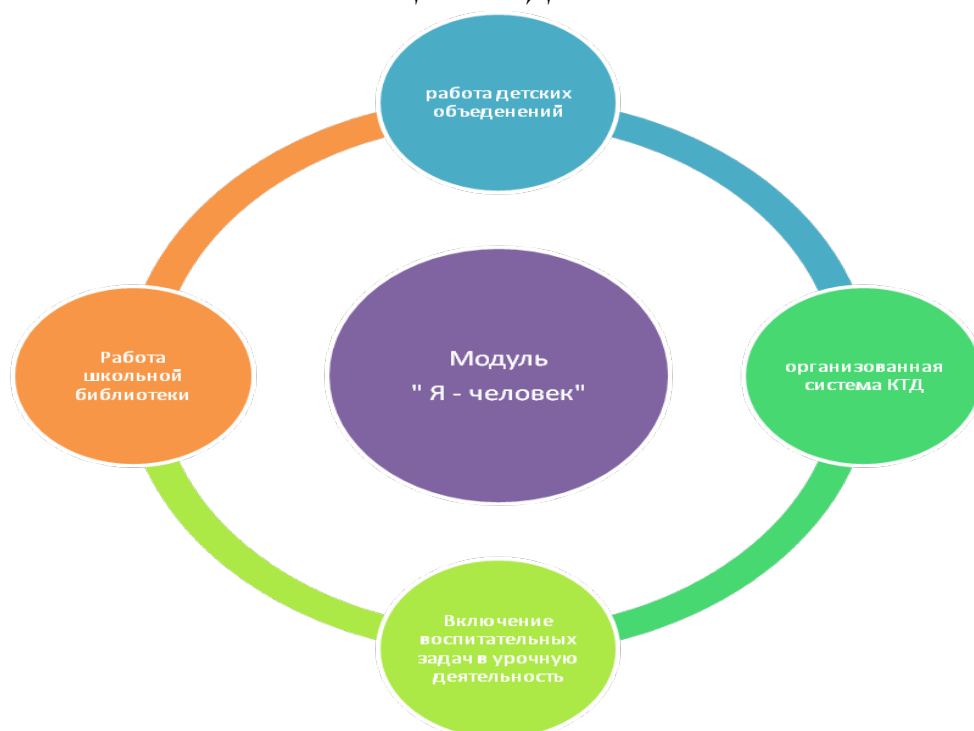 работа детских
объеденений
Модуль
" Я - человек"
Работа
школьной
библиотеки
организованная
система КТД
Включение
воспитательных
задач в урочную
деятельность